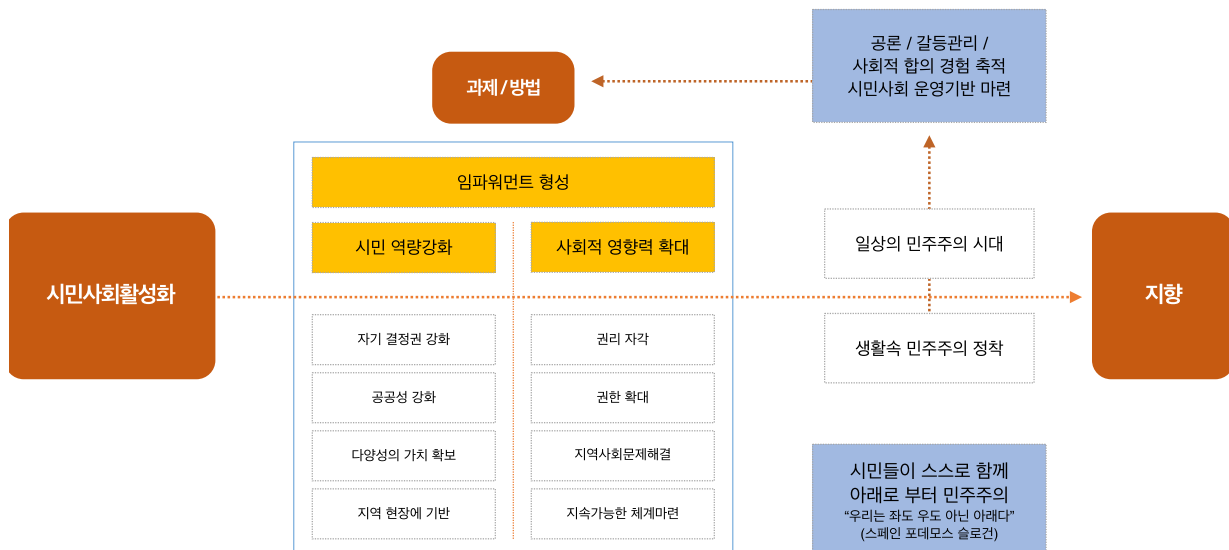 공론 / 갈등관리 /
사회적 합의 경험 축적
시민사회 운영기반 마련
과제 / 방법
임파워먼트 형성
시민 역량강화
사회적 영향력 확대
시민사회활성화
일상의 민주주의 시대
지향
자기 결정권 강화
권리 자각
생활속 민주주의 정착
공공성 강화
권한 확대
다양성의 가치 확보
지역사회문제해결
지역 현장에 기반
지속가능한 체계마련
시민들이 스스로 함께
아래로 부터 민주주의
“우리는 좌도 우도 아닌 아래다”
(스페인 포데모스 슬로건)